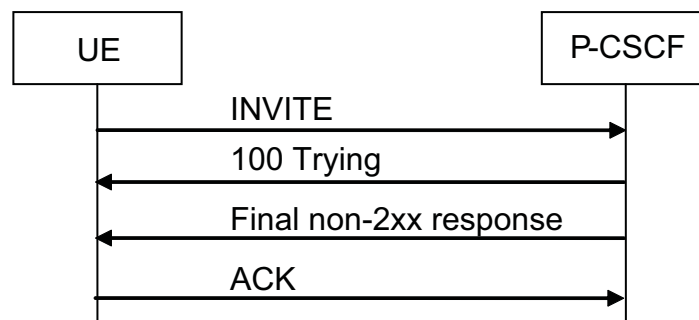 UE
P-CSCF
INVITE
100 Trying
Final non-2xx response
ACK